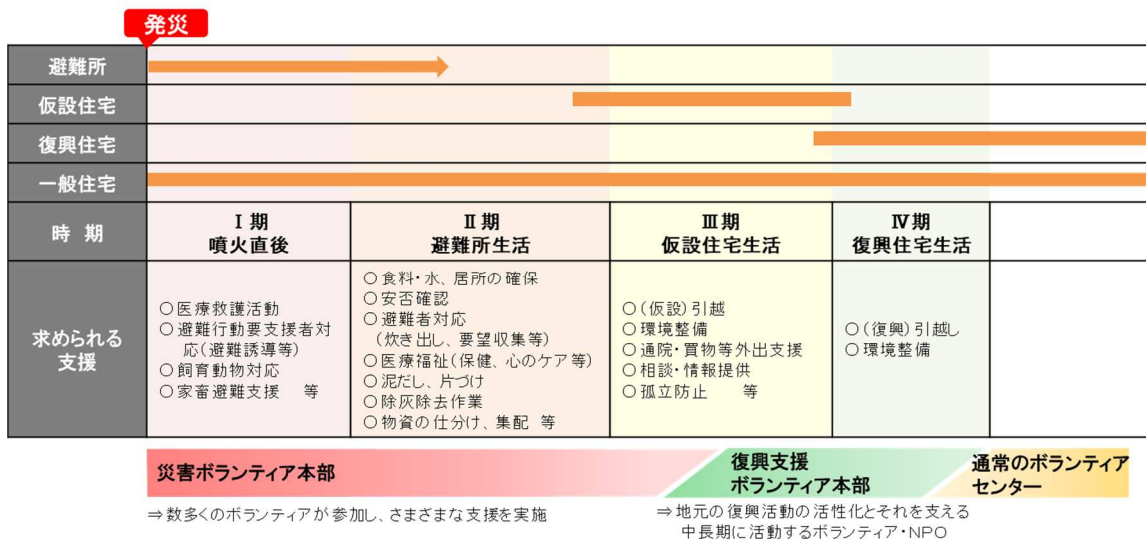 発災
避難所
仮設住宅
復興住宅
一般住宅
時 期
Ⅰ期
噴火直後
Ⅱ期
避難所生活
Ⅲ期
仮設住宅生活
Ⅳ期
復興住宅生活
求められる
支援
○医療救護活動
○避難行動要支援者対
応(避難誘導等)
○飼育動物対応
○家畜避難支援 等
○食料・水、居所の確保
○安否確認
○避難者対応
(炊き出し、要望収集等)
○医療福祉(保健、心のケア等)
○泥だし、片づけ
○除灰除去作業
○物資の仕分け、集配 等
○(仮設)引越
○環境整備
○通院・買物等外出支援
○相談・情報提供
○孤立防止 等
○(復興)引越し
○環境整備
災害ボランティア本部
復興支援
ボランティア本部
通常のボランティア
センター
⇒数多くのボランティアが参加し、さまざまな支援を実施
⇒地元の復興活動の活性化とそれを支える
中長期に活動するボランティア・NPO